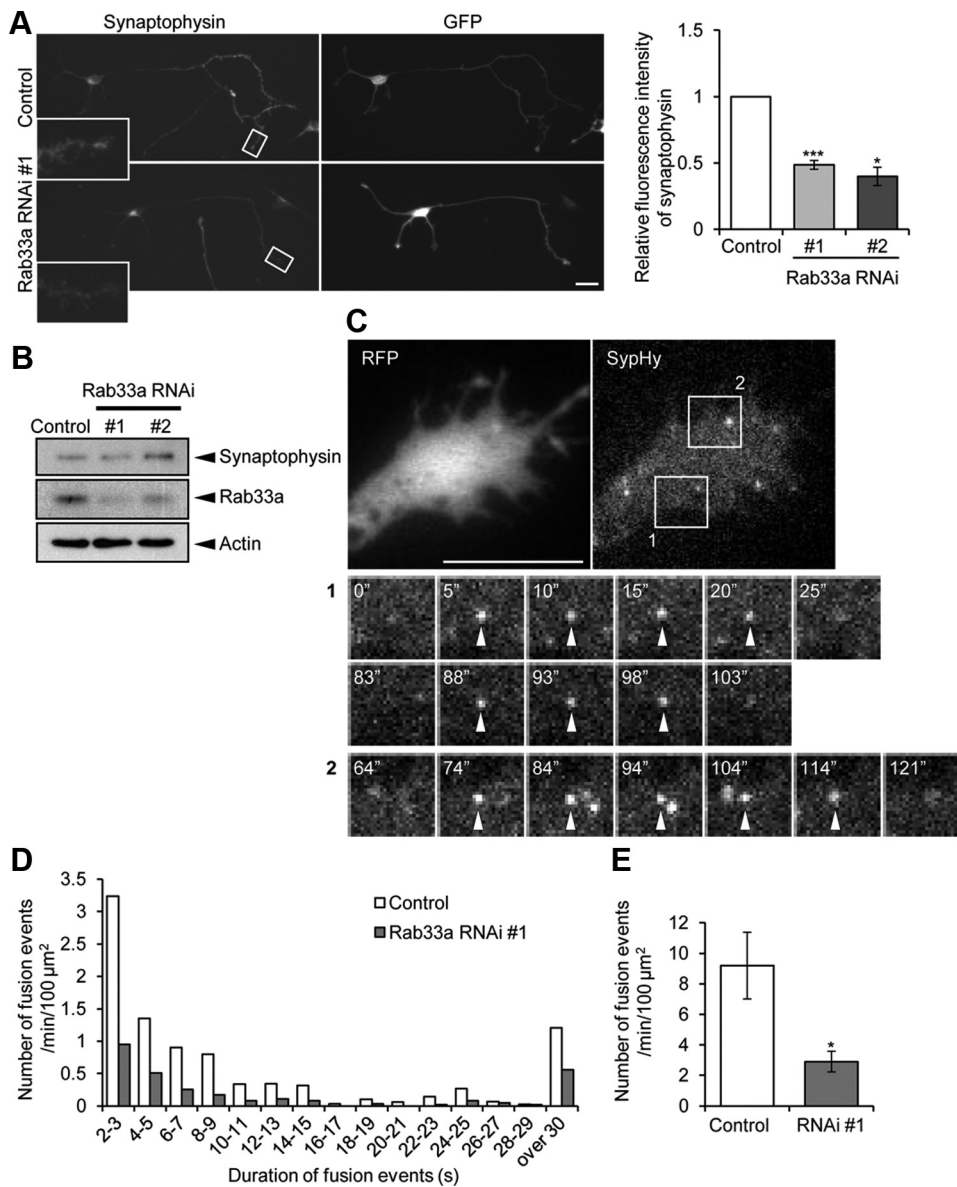 A
Synaptophysin
GFP
Control
Rab33a RNAi #1
Relative fluorescence intensity
of synaptophysin
1.5
1
0.5
0
***
*
Control
#1
#2
Rab33a RNAi
B
Rab33a RNAi
Control
#1
#2
Synaptophysin
Rab33a
Actin
C
RFP
SypHy
2
1
1
0”
5”
10”
15”
20”
25”
83”
88”
93”
98”
103”
2
64”
74”
84”
94”
104”
114”
121”
D
Number of fusion events
/min/100 µm²
3.5
3
2.5
2
1.5
1
0.5
0
Control
Rab33a RNAi #1
2-3
4-5
6-7
8-9
10-11
12-13
14-15
16-17
18-19
20-21
22-23
24-25
26-27
28-29
over 30
Duration of fusion events (s)
E
Number of fusion events
/min/100 µm²
12
10
8
6
4
2
0
*
Control
RNAi #1